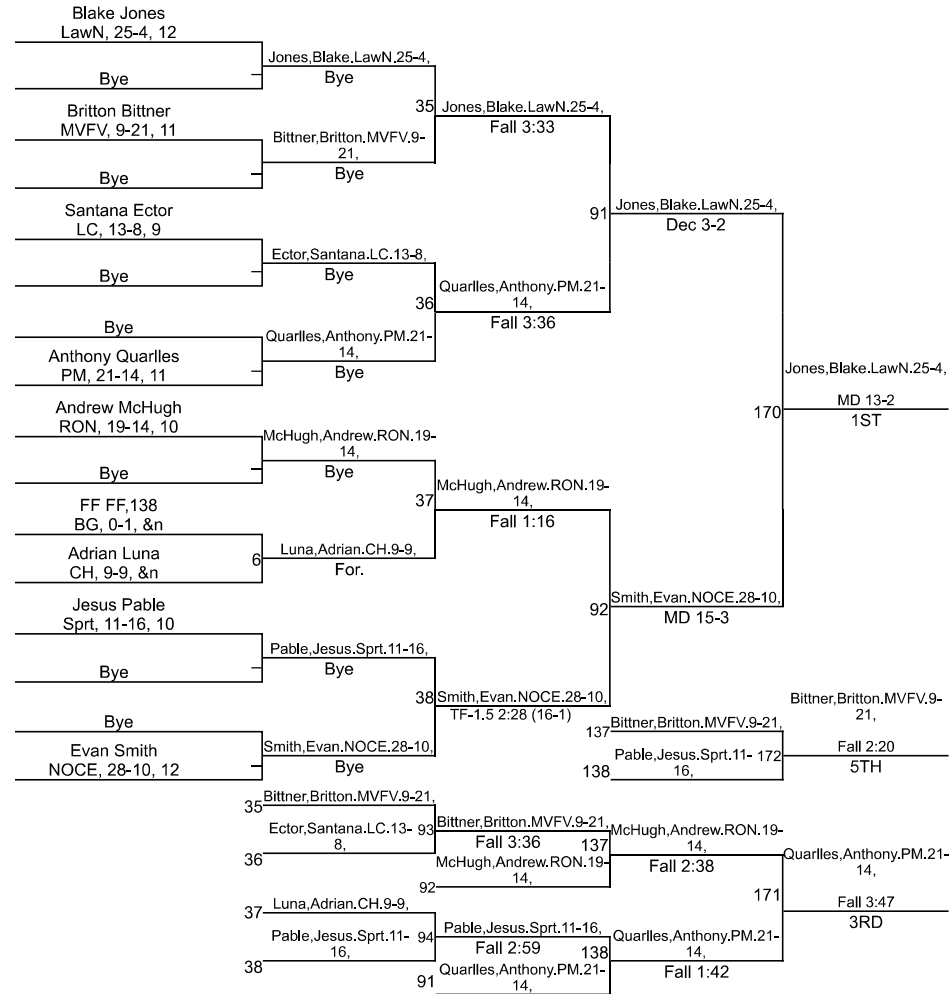 Blake Jones
LawN, 25-4, 12
Bye
Britton Bittner
MVFV, 9-21, 11
Bye
Santana Ector
LC, 13-8, 9
Bye
Bye
Anthony Quarlles
PM, 21-14, 11
Andrew McHugh
RON, 19-14, 10
Bye
FF FF,138
BG, 0-1, &n
Adrian Luna
CH, 9-9, &n
Jesus Pable
Sprt, 11-16, 10
Bye
Bye
Evan Smith
NOCE, 28-10, 12
Jones,Blake.LawN.25-4,
Bye
Bittner,Britton.MVFV.9-
21,
Bye
Ector,Santana.LC.13-8,
Bye
Quarlles,Anthony.PM.21-
14,
Bye
McHugh,Andrew.RON.19-
14,
Bye
6
Luna,Adrian.CH.9-9,
For.
Pable,Jesus.Sprt.11-16,
Bye
Smith,Evan.NOCE.28-10,
Bye
35
Jones,Blake.LawN.25-4,
Fall 3:33
36
Quarlles,Anthony.PM.21-
14,
Fall 3:36
37
McHugh,Andrew.RON.19-
14,
Fall 1:16
38
Smith,Evan.NOCE.28-10,
TF-1.5 2:28 (16-1)
91
Jones,Blake.LawN.25-4,
Dec 3-2
92
Smith,Evan.NOCE.28-10,
MD 15-3
170
Jones,Blake.LawN.25-4,
MD 13-2
1ST
137
Bittner,Britton.MVFV.9-21,
138
Pable,Jesus.Sprt.11-
16,
172
Bittner,Britton.MVFV.9-
21,
Fall 2:20
5TH
35
Bittner,Britton.MVFV.9-21,
36
Ector,Santana.LC.13-
8,
93
Bittner,Britton.MVFV.9-21,
Fall 3:36
92
McHugh,Andrew.RON.19-
14,
137
McHugh,Andrew.RON.19-
14,
Fall 2:38
37
Luna,Adrian.CH.9-9,
38
Pable,Jesus.Sprt.11-
16,
94
Pable,Jesus.Sprt.11-16,
Fall 2:59
91
Quarlles,Anthony.PM.21-
14,
138
Quarlles,Anthony.PM.21-
14,
Fall 1:42
171
Quarlles,Anthony.PM.21-
14,
Fall 3:47
3RD